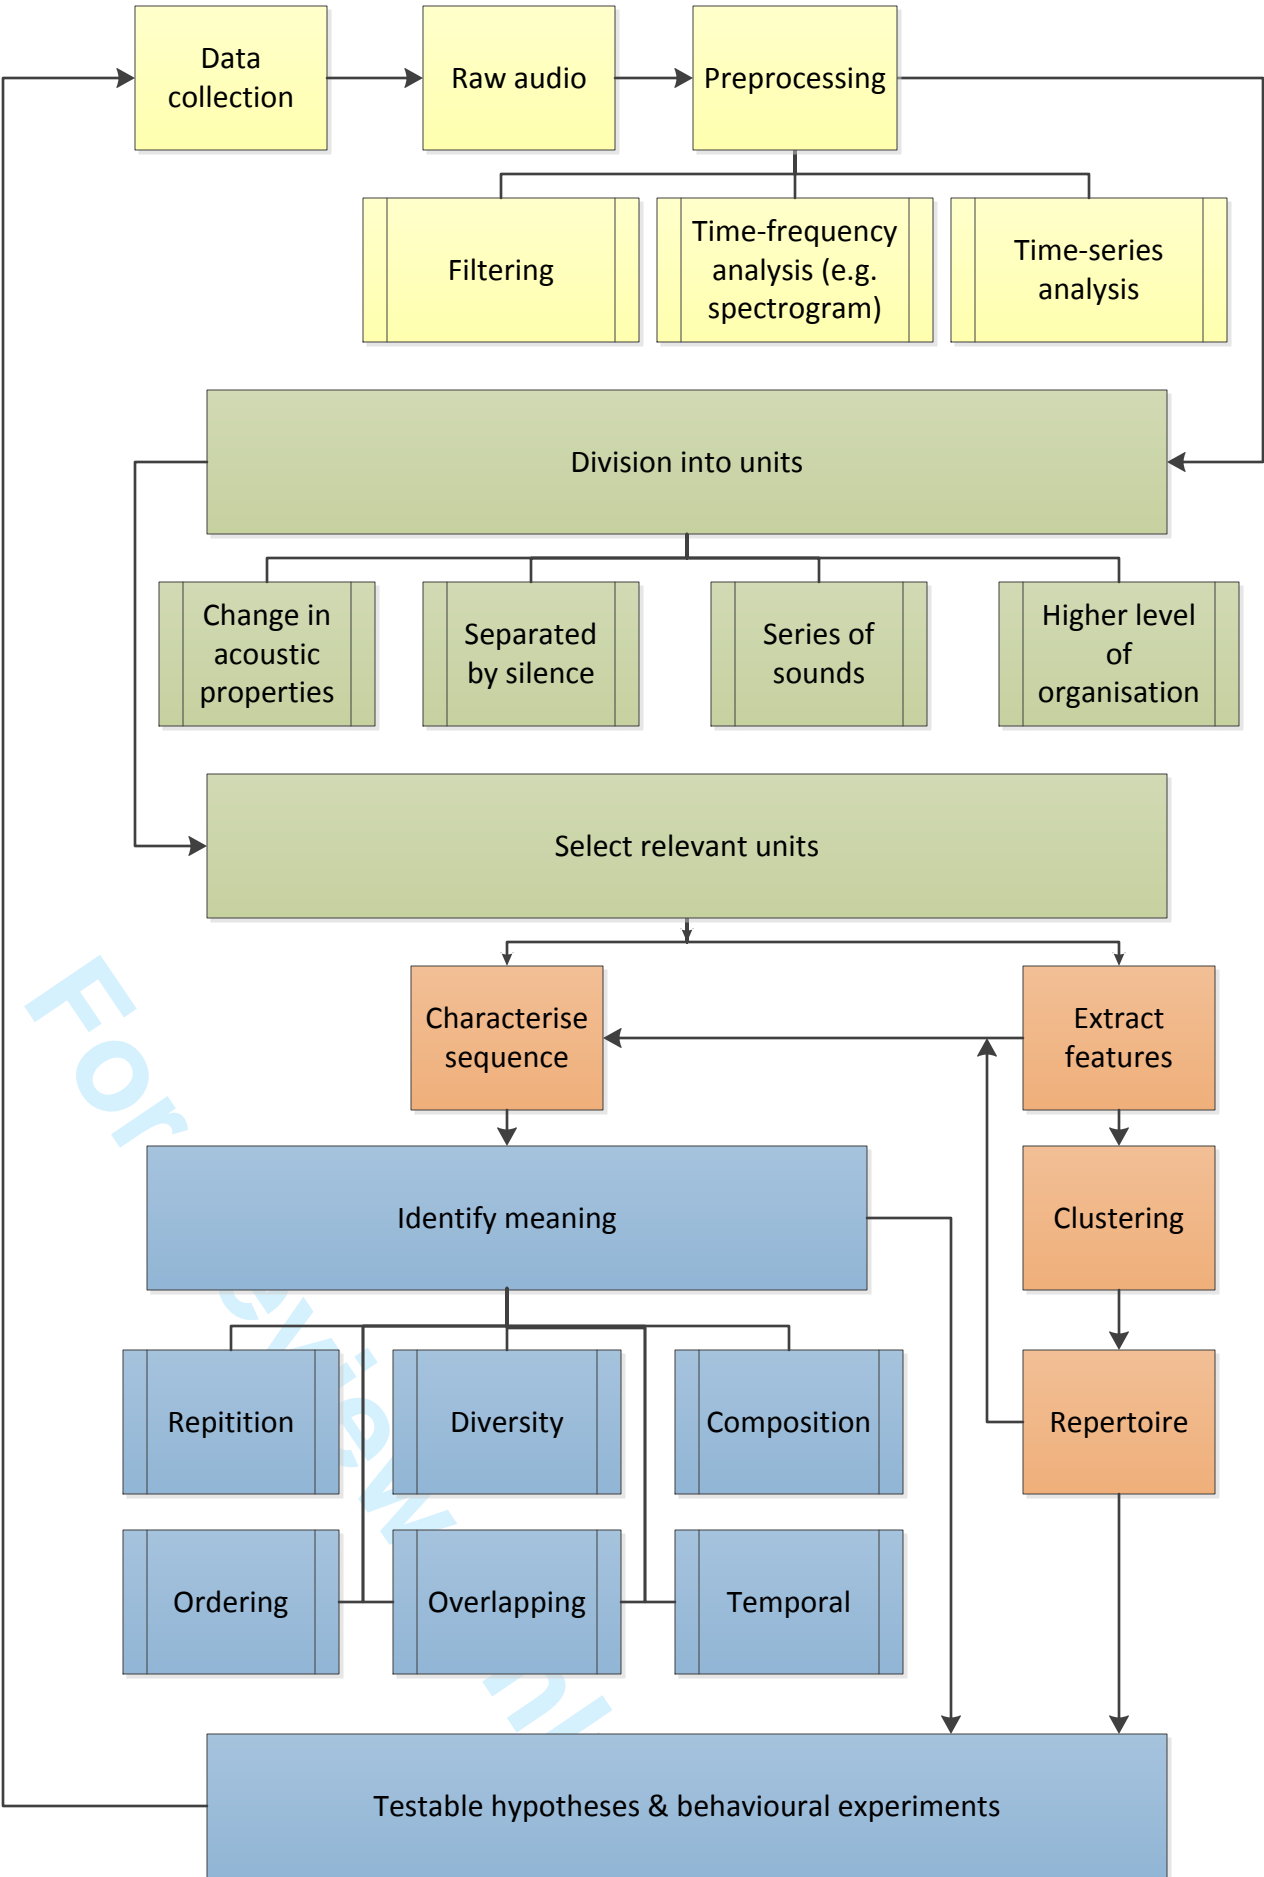 Data
collection
Raw audio
Preprocessing
Filtering
Time-frequency
analysis (e.g.
spectrogram)
Time-series
analysis
Division into units
Change in
acoustic
properties
Separated
by silence
Series of
sounds
Higher level
of
organisation
Select relevant units
Characterise
sequence
Extract
features
Identify meaning
Clustering
Repitition
Diversity
Composition
Repertoire
Ordering
Overlapping
Temporal
Testable hypotheses & behavioural experiments
For